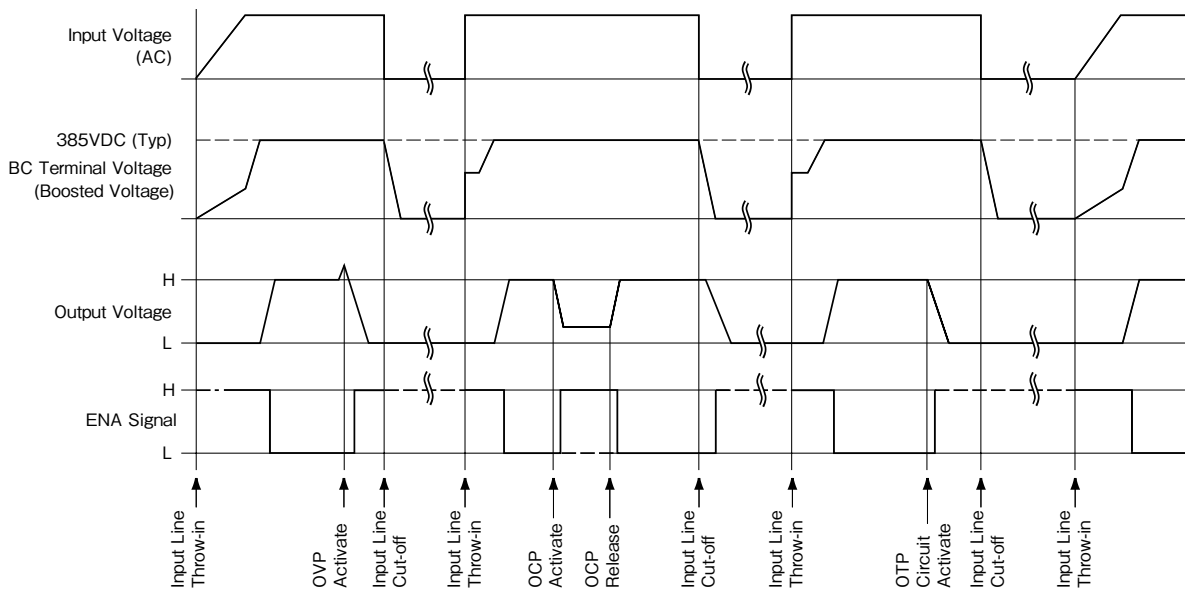 Input Voltage
(AC)
385VDC (Typ)
BC Terminal Voltage
(Boosted Voltage)
H
Output Voltage
L
H
ENA Signal
L
Input Line
Throw-in
OVP
Activate
Input Line
Cut-off
Input Line
Throw-in
OCP
Activate
OCP
Release
Input Line
Cut-off
Input Line
Throw-in
OTP
Circuit
Activate
Input Line
Cut-off
Input Line
Throw-in